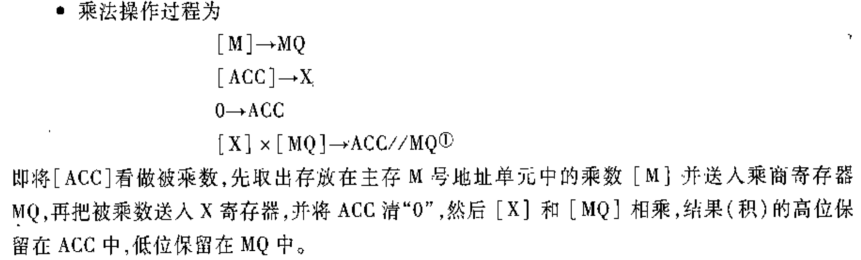 • 乘法操作过程为
[M]→MQ
[ACC]→X
0→ACC
[X]×[MQ]→ACC//MQ①
即将[ACC]看做被乘数,先取出存放在主存 M 号地址单元中的乘数 [M] 并送入乘商寄存器
MQ,再把被乘数送入 X 寄存器,并将 ACC 清“0”,然后 [X] 和 [MQ] 相乘,结果(积)的高位保
留在 ACC 中,低位保留在 MQ 中。